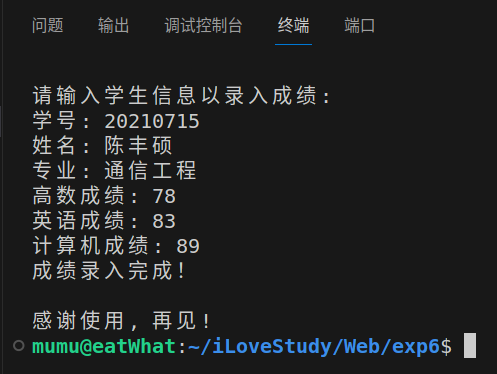 问题 输出 调试控制台 终端 端口
请输入学生信息以录入成绩:
学号: 20210715
姓名: 陈丰硕
专业: 通信工程
高数成绩: 78
英语成绩: 83
计算机成绩: 89
成绩录入完成!
感谢使用, 再见!
mumu@eatWhat:~/iLoveStudy/Web/exp6$